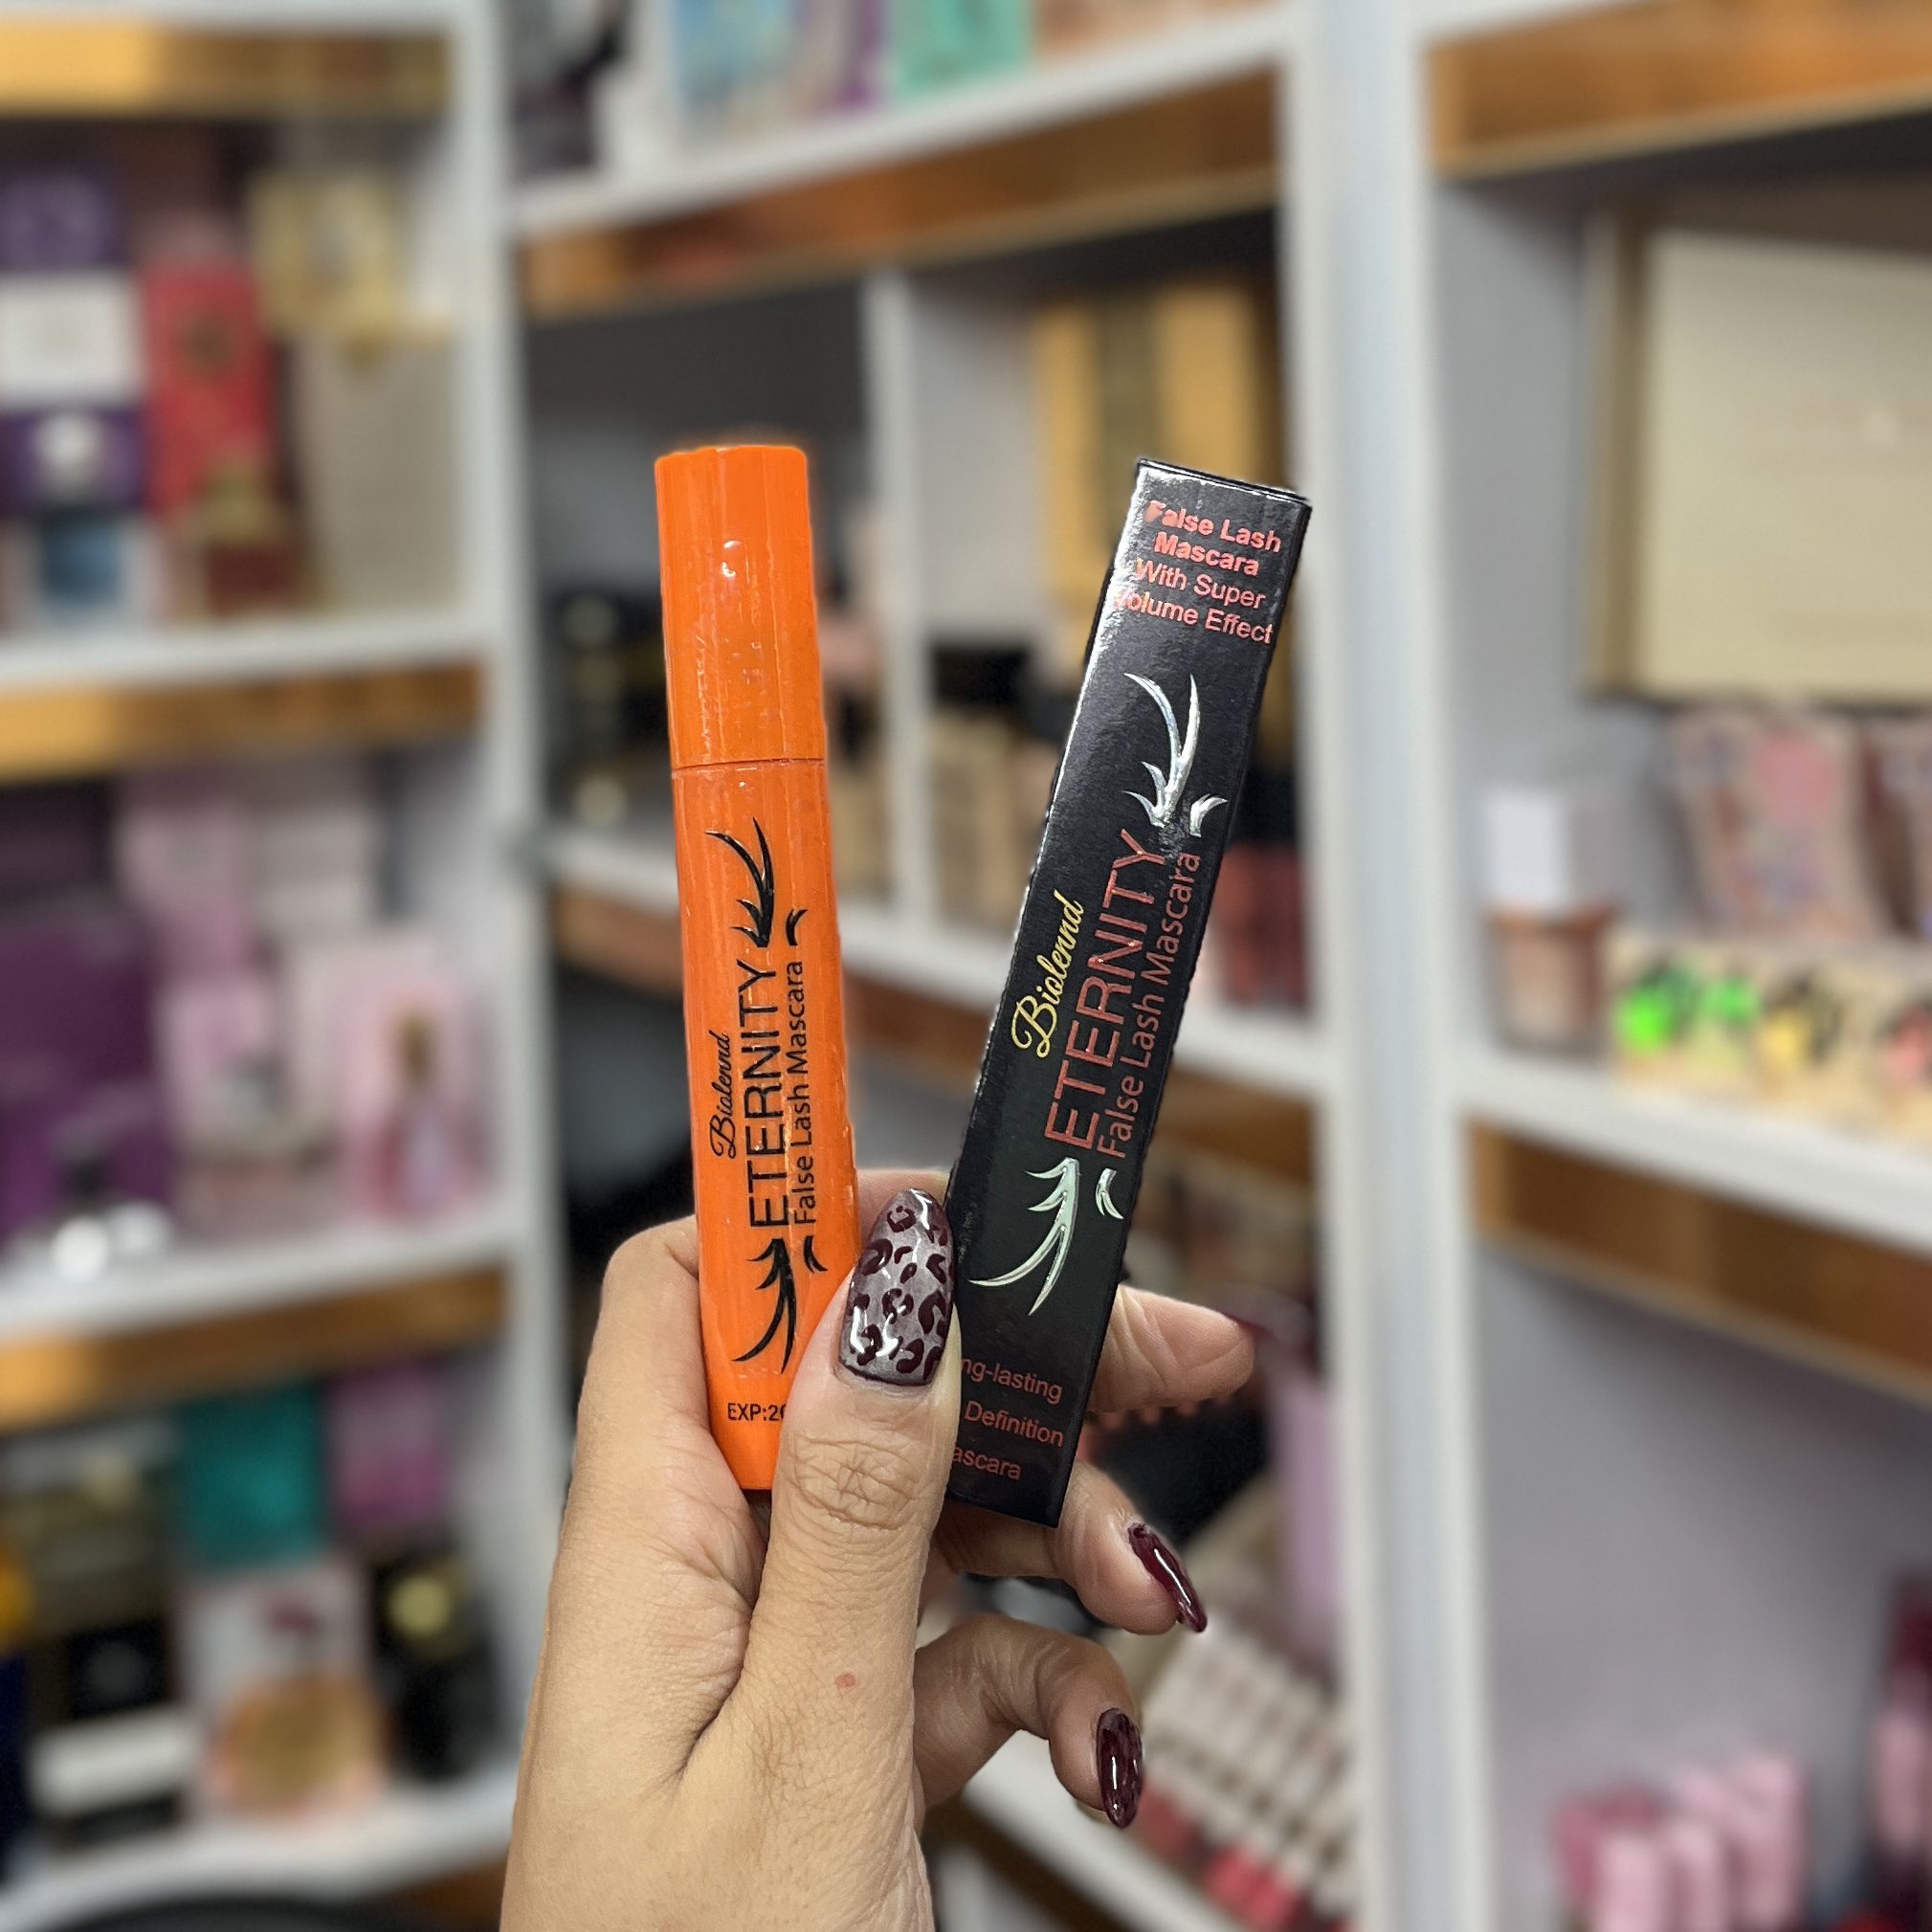 Biolennd
ETERNITY
False Lash Mascara
EXP:20
False Lash
Mascara
With Super
Volume Effect
Biolennd
ETERNITY
False Lash Mascara
ng-lasting
Definition
ascara